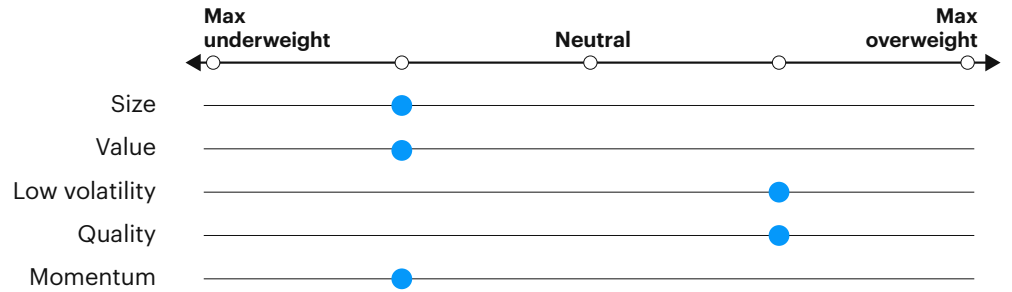 Max
underweight
Neutral
Max
overweight
Size
Value
Low volatility
Quality
Momentum